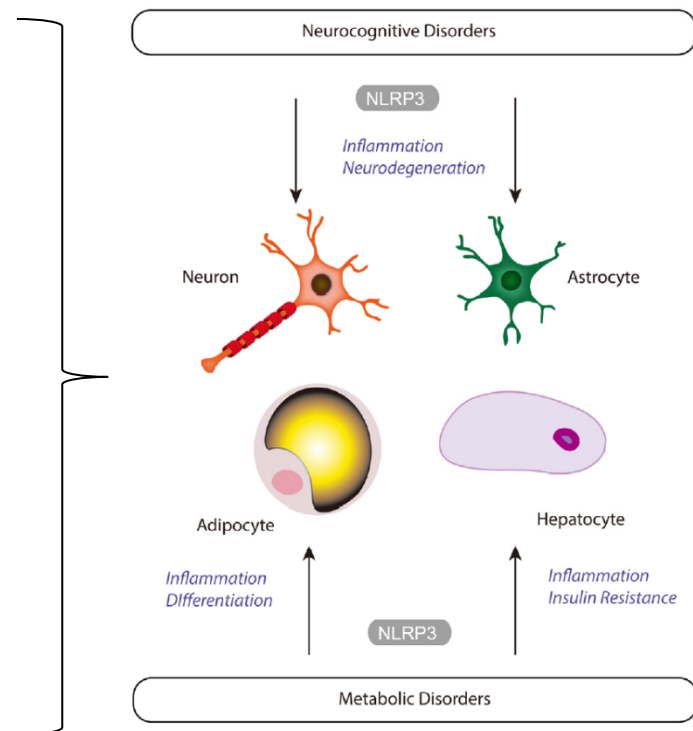 Neurocognitive Disorders
NLRP3
Inflammation
Neurodegeneration
Neuron
Astrocyte
Adipocyte
Hepatocyte
Inflammation
DIfferentiation
Inflammation
Insulin Resistance
NLRP3
Metabolic Disorders